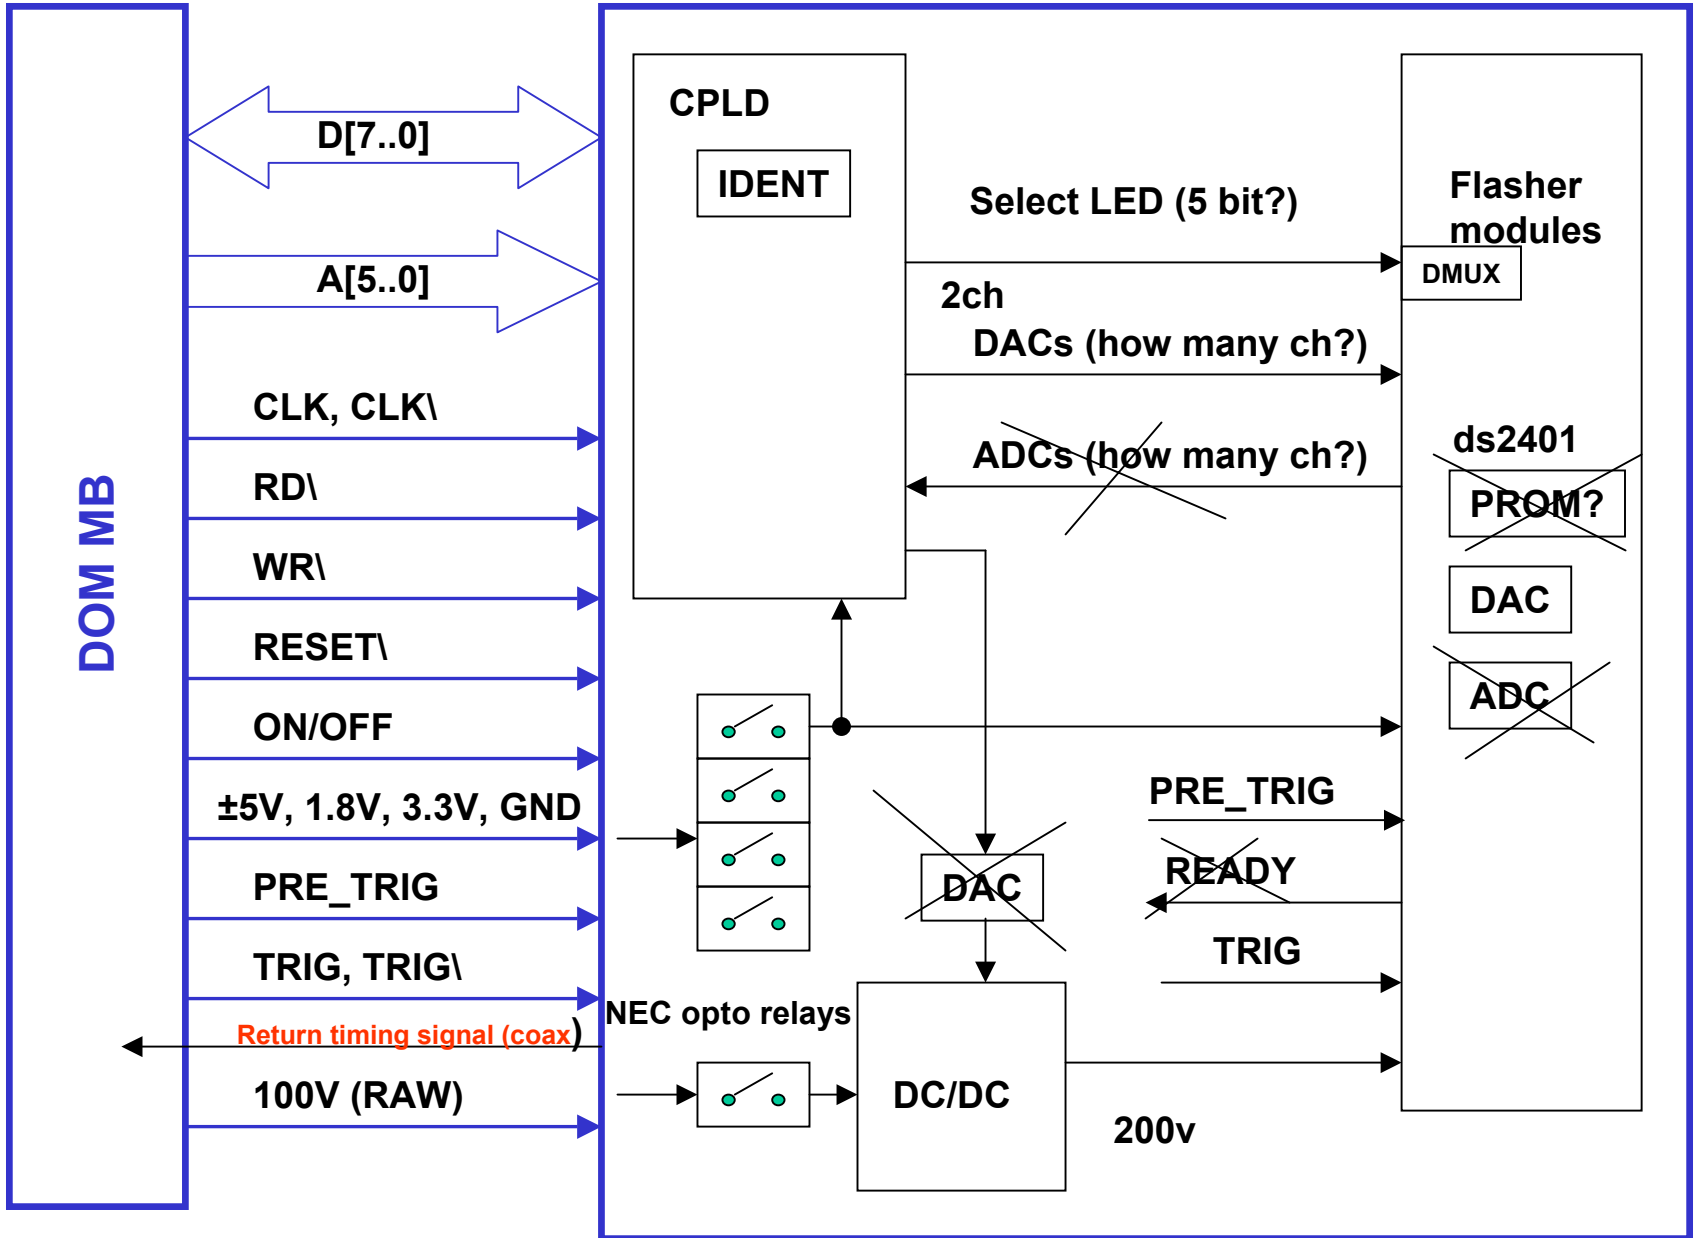 DOM MB
D[7..0]
A[5..0]
CLK, CLK\
RD\
WR\
RESET\
ON/OFF
±5V, 1.8V, 3.3V, GND
PRE_TRIG
TRIG, TRIG\
Return timing signal (coax)
100V (RAW)
CPLD
IDENT
Select LED (5 bit?)
2ch
DACs (how many ch?)
ADCs (how many ch?)
DAC
NEC opto relays
DC/DC
200v
PRE_TRIG
READY
TRIG
Flasher
modules
DMUX
ds2401
PROM?
DAC
ADC